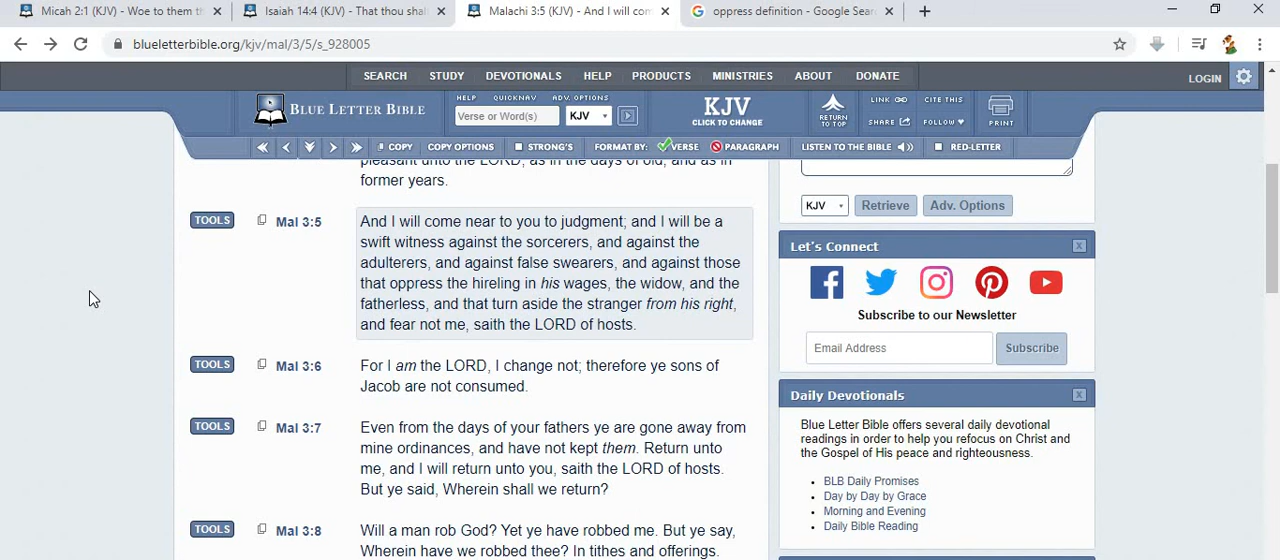 Micah 2:1 (KJV) - Woe to them th
Isaiah 14:4 (KJV) - That thou shal
Malachi 3:5 (KJV) - And I will com
oppress definition - Google Sear
blueletterbible.org/kjv/mal/3/5/s_928005
SEARCH STUDY DEVOTIONALS HELP PRODUCTS MINISTRIES ABOUT DONATE
LOGIN
BLUE LETTER BIBLE
HELP QUICKNAV ADV. OPTIONS
Verse or Word(s) KJV
KJV
CLICK TO CHANGE
RETURN
TO TOP
LINK CITE THIS
SHARE FOLLOW
PRINT
COPY COPY OPTIONS STRONG'S FORMAT BY: VERSE PARAGRAPH LISTEN TO THE BIBLE RED-LETTER
pleasant unto the LORD, as in the days of old, and as in
former years.
TOOLS Mal 3:5 And I will come near to you to judgment; and I will be a
swift witness against the sorcerers, and against the
adulterers, and against false swearers, and against those
that oppress the hireling in his wages, the widow, and the
fatherless, and that turn aside the stranger from his right,
and fear not me, saith the LORD of hosts.
TOOLS Mal 3:6 For I am the LORD, I change not; therefore ye sons of
Jacob are not consumed.
TOOLS Mal 3:7 Even from the days of your fathers ye are gone away from
mine ordinances, and have not kept them. Return unto
me, and I will return unto you, saith the LORD of hosts.
But ye said, Wherein shall we return?
TOOLS Mal 3:8 Will a man rob God? Yet ye have robbed me. But ye say,
Wherein have we robbed thee? In tithes and offerings.
KJV Retrieve Adv. Options
Let's Connect X
Subscribe to our Newsletter
Email Address Subscribe
Daily Devotionals X
Blue Letter Bible offers several daily devotional
readings in order to help you refocus on Christ and
the Gospel of His peace and righteousness.
BLB Daily Promises
Day by Day by Grace
Morning and Evening
Daily Bible Reading